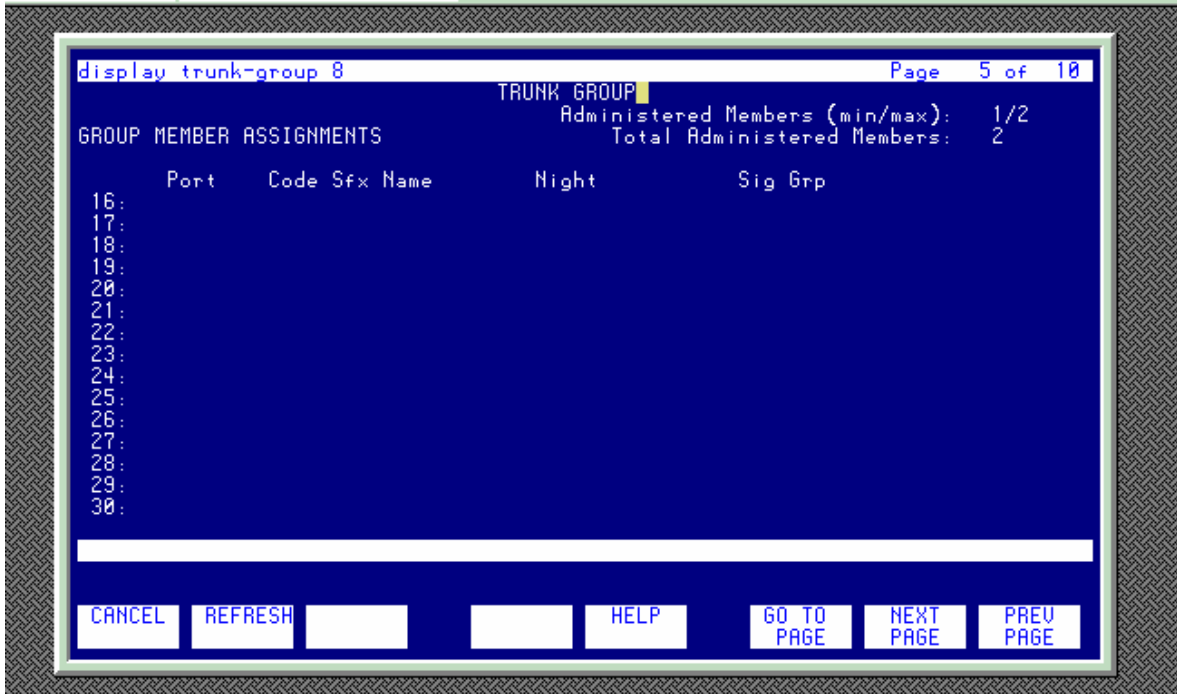 display trunk-group 8 Page 5 of 10
TRUNK GROUP
Administered Members (min/max): 1/2
GROUP MEMBER ASSIGNMENTS Total Administered Members: 2
Port Code Sfx Name Night Sig Grp
16:
17:
18:
19:
20:
21:
22:
23:
24:
25:
26:
27:
28:
29:
30:
CANCEL REFRESH HELP GO TO PAGE NEXT PAGE PREV PAGE